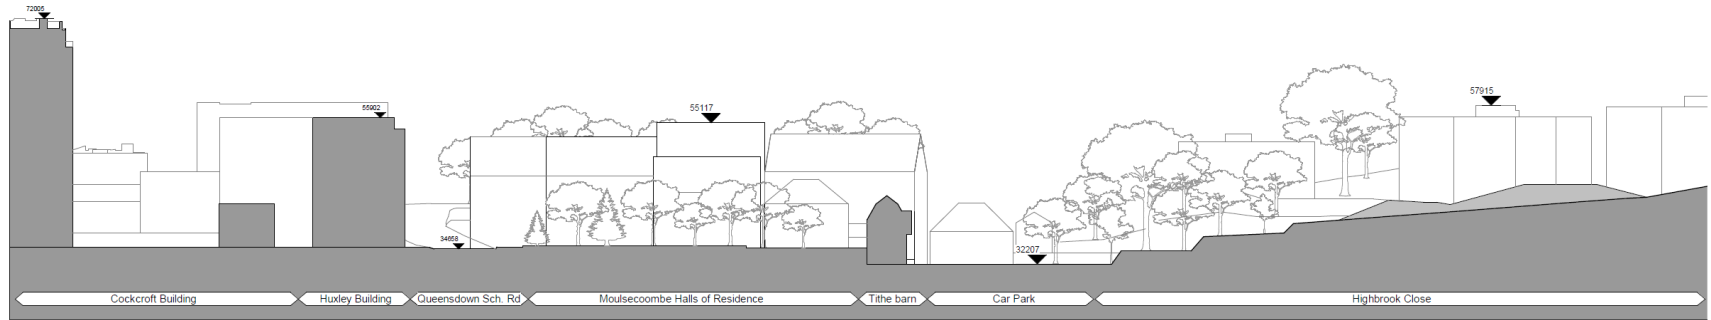 72005
55902
55117
57915
34658
32207
Cockcroft Building
Huxley Building
Queensdown Sch. Rd
Moulsecoombe Halls of Residence
Tithe barn
Car Park
Highbrook Close